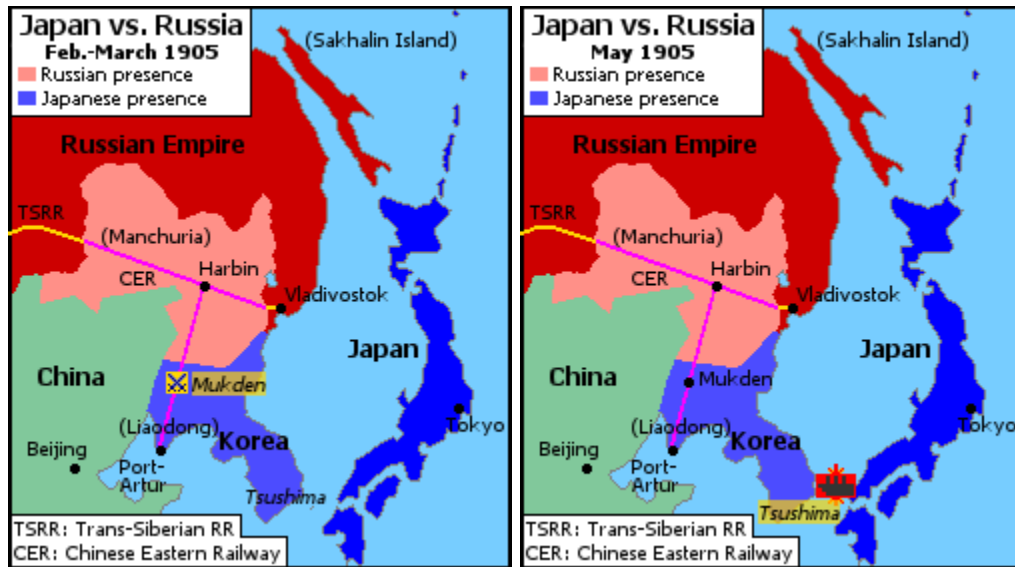 Japan vs. Russia
Feb.-March 1905
Russian presence
Japanese presence
(Sakhalin Island)
Russian Empire
TSRR
(Manchuria)
CER
Harbin
Vladivostok
Japan
China
Mukden
(Liaodong)
Korea
Tokyo
Beijing
Port-
Artur
Tsushima
TSRR: Trans-Siberian RR
CER: Chinese Eastern Railway
Japan vs. Russia
May 1905
Russian presence
Japanese presence
(Sakhalin Island)
Russian Empire
TSRR
(Manchuria)
CER
Harbin
Vladivostok
Japan
China
Mukden
(Liaodong)
Korea
Tokyo
Beijing
Port-
Artur
Tsushima
TSRR: Trans-Siberian RR
CER: Chinese Eastern Railway